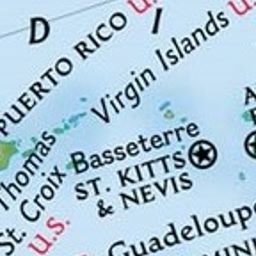 D
I
PUERTO RICO
U.
Virgin Islands
U.
Thomas
St. Croix
U.S.
Basseterre
ST. KITTS
& NEVIS
Guadeloupe